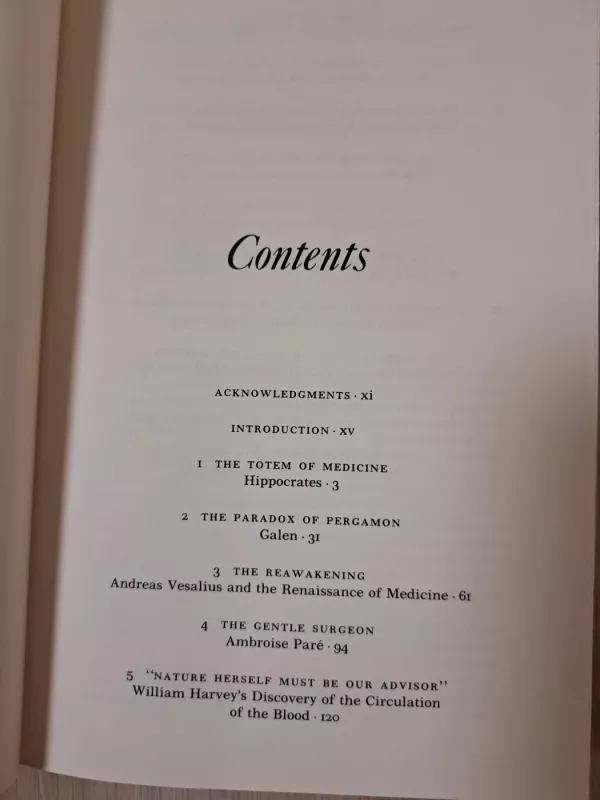 Contents
ACKNOWLEDGMENTS · xi
INTRODUCTION · XV
1 THE TOTEM OF MEDICINE
Hippocrates · 3
2 THE PARADOX OF PERGAMON
Galen · 31
3 THE REAWAKENING
Andreas Vesalius and the Renaissance of Medicine · 61
4 THE GENTLE SURGEON
Ambroise Paré · 94
5 "NATURE HERSELF MUST BE OUR ADVISOR"
William Harvey's Discovery of the Circulation
of the Blood · 120